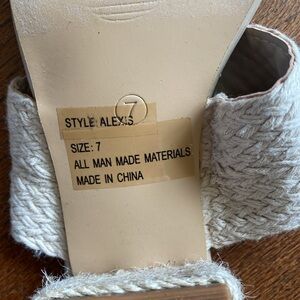 7
STYLE: ALEXIS
SIZE: 7
ALL MAN MADE MATERIALS
MADE IN CHINA